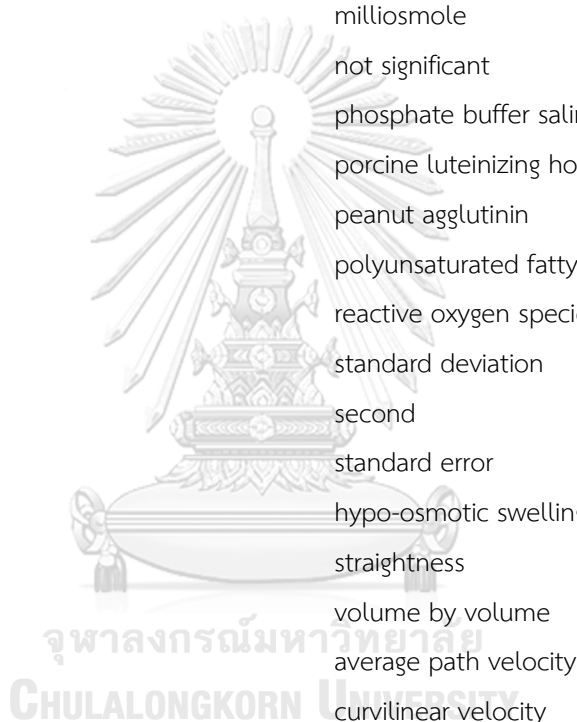 milliosmole
not significant
phosphate buffer salin
porcine luteinizing ho
peanut agglutinin
polyunsaturated fatty
reactive oxygen specie
standard deviation
second
standard error
hypo-osmotic swelling
straightness
volume by volume
จุฬาลงกรณ์มหาวิทยาลัย
average path velocity
CHULALONGKORN UNIVERSITY
curvilinear velocity